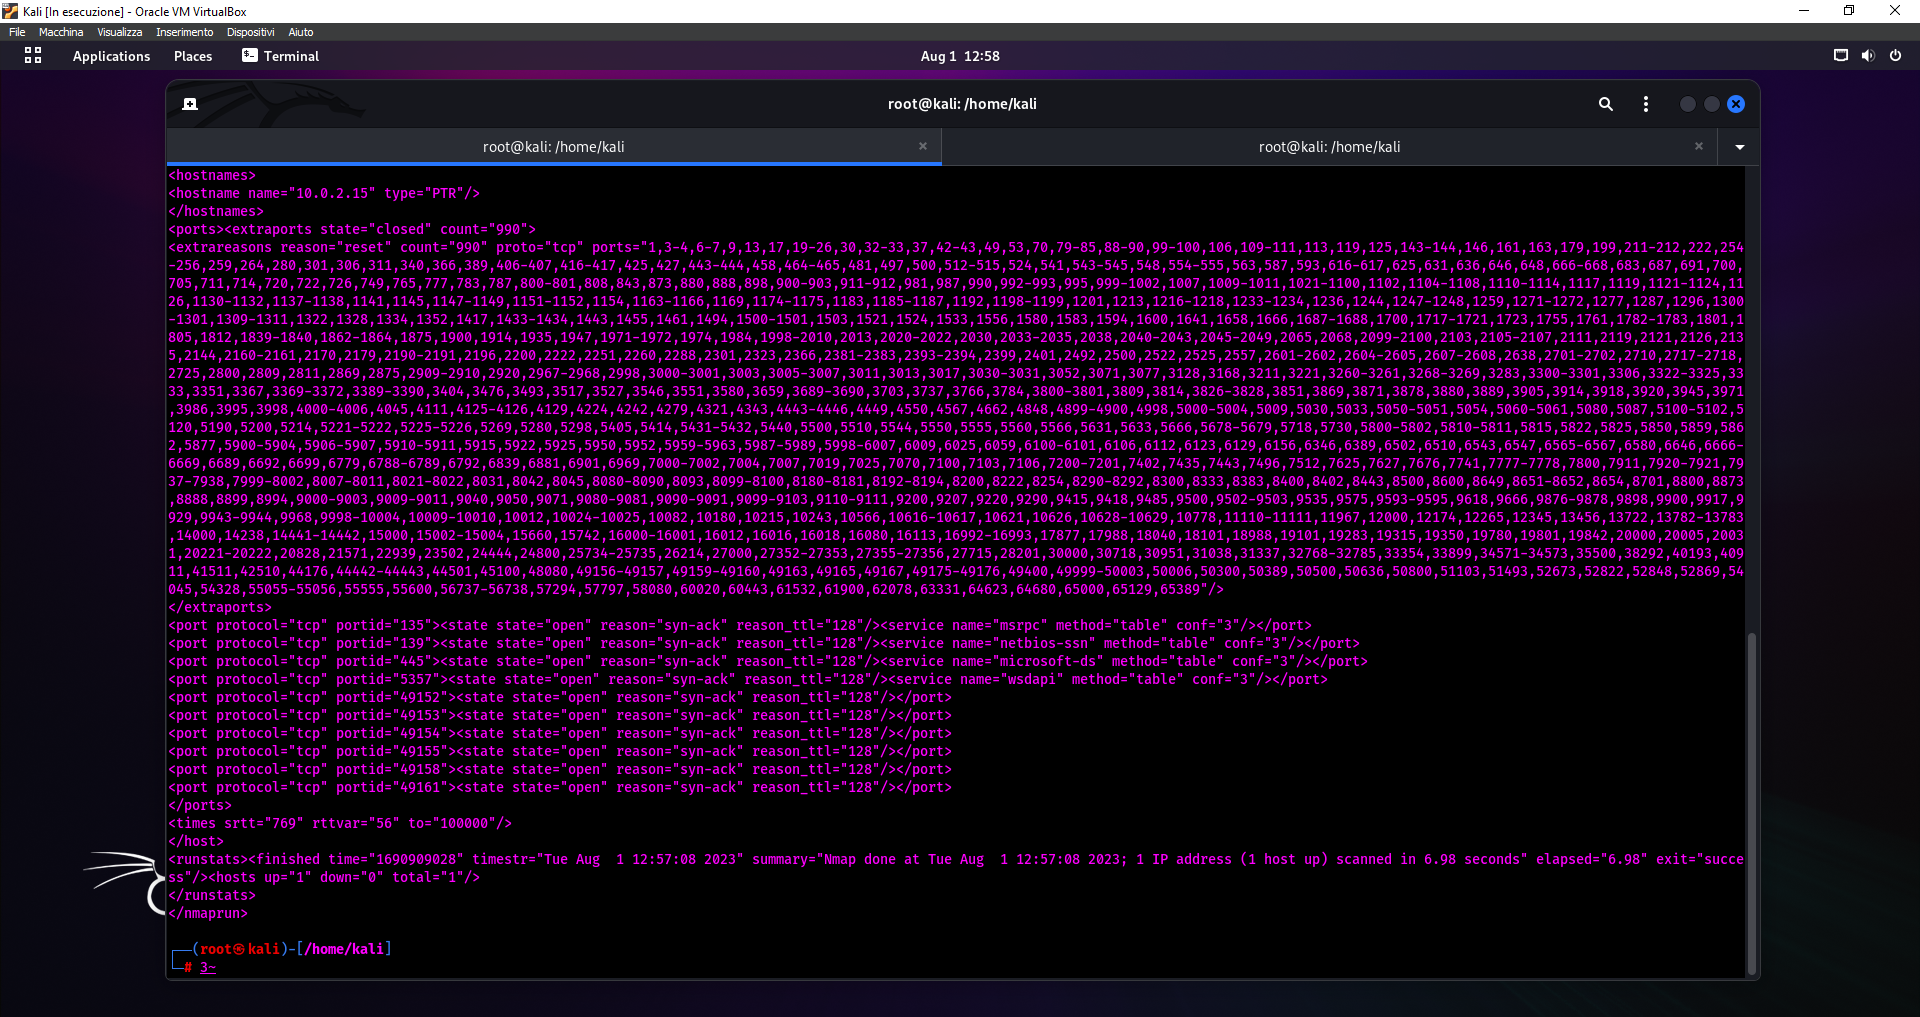 Kali [In esecuzione] - Oracle VM VirtualBox
File Macchina Visualizza Inserimento Dispositivi Aiuto
Applications Places Terminal Aug 1 12:58
root@kali: /home/kali
root@kali: /home/kali × root@kali: /home/kali ×
<hostnames>
<hostname name="10.0.2.15" type="PTR"/>
</hostnames>
<ports><extraports state="closed" count="990">
<extrareasons reason="reset" count="990" proto="tcp" ports="1,3-4,6-7,9,13,17,19-26,30,32-33,37,42-43,49,53,70,79-85,88-90,99-100,106,109-111,113,119,125,143-144,146,161,163,179,199,211-212,222,254
-256,259,264,280,301,306,311,340,366,389,406-407,416-417,425,427,443-444,458,464-465,481,497,500,512-515,524,541,543-545,548,554-555,563,587,593,616-617,625,631,636,646,648,666-668,683,687,691,700,
705,711,714,720,722,726,749,765,777,783,787,800-801,808,843,873,880,888,898,900-903,911-912,981,987,990,992-993,995,999-1002,1007,1009-1011,1021-1100,1102,1104-1108,1110-1114,1117,1119,1121-1124,11
26,1130-1132,1137-1138,1141,1145,1147-1149,1151-1152,1154,1163-1166,1169,1174-1175,1183,1185-1187,1192,1198-1199,1201,1213,1216-1218,1233-1234,1236,1244,1247-1248,1259,1271-1272,1277,1287,1296,1300
-1301,1309-1311,1322,1328,1334,1352,1417,1433-1434,1443,1455,1461,1494,1500-1501,1503,1521,1524,1533,1556,1580,1583,1594,1600,1641,1658,1666,1687-1688,1700,1717-1721,1723,1755,1761,1782-1783,1801,1
805,1812,1839-1840,1862-1864,1875,1900,1914,1935,1947,1971-1972,1974,1984,1998-2010,2013,2020-2022,2030,2033-2035,2038,2040-2043,2045-2049,2065,2068,2099-2100,2103,2105-2107,2111,2119,2121,2126,213
5,2144,2160-2161,2170,2179,2190-2191,2196,2200,2222,2251,2260,2288,2301,2323,2366,2381-2383,2393-2394,2399,2401,2492,2500,2522,2525,2557,2601-2602,2604-2605,2607-2608,2638,2701-2702,2710,2717-2718,
2725,2800,2809,2811,2869,2875,2909-2910,2920,2967-2968,2998,3000-3001,3003,3005-3007,3011,3013,3017,3030-3031,3052,3071,3077,3128,3168,3211,3221,3260-3261,3268-3269,3283,3300-3301,3306,3322-3325,33
33,3351,3367,3369-3372,3389-3390,3404,3476,3493,3517,3527,3546,3551,3580,3659,3689-3690,3703,3737,3766,3784,3800-3801,3809,3814,3826-3828,3851,3869,3871,3878,3880,3889,3905,3914,3918,3920,3945,3971
,3986,3995,3998,4000-4006,4045,4111,4125-4126,4129,4224,4242,4279,4321,4343,4443-4446,4449,4550,4567,4662,4848,4899-4900,4998,5000-5004,5009,5030,5033,5050-5051,5054,5060-5061,5080,5087,5100-5102,5
120,5190,5200,5214,5221-5222,5225-5226,5269,5280,5298,5405,5414,5431-5432,5440,5500,5510,5544,5550,5555,5560,5566,5631,5633,5666,5678-5679,5718,5730,5800-5802,5810-5811,5815,5822,5825,5850,5859,586
2,5877,5900-5904,5906-5907,5910-5911,5915,5922,5925,5950,5952,5959-5963,5987-5989,5998-6007,6009,6025,6059,6100-6101,6106,6112,6123,6129,6156,6346,6389,6502,6510,6543,6547,6565-6567,6580,6646,6666-
6669,6689,6692,6699,6779,6788-6789,6792,6839,6881,6901,6969,7000-7002,7004,7007,7019,7025,7070,7100,7103,7106,7200-7201,7402,7435,7443,7496,7512,7625,7627,7676,7741,7777-7778,7800,7911,7920-7921,79
37-7938,7999-8002,8007-8011,8021-8022,8031,8042,8045,8080-8090,8093,8099-8100,8180-8181,8192-8194,8200,8222,8254,8290-8292,8300,8333,8383,8400,8402,8443,8500,8600,8649,8651-8652,8654,8701,8800,8873
,8888,8899,8994,9000-9003,9009-9011,9040,9050,9071,9080-9081,9090-9091,9099-9103,9110-9111,9200,9207,9220,9290,9415,9418,9485,9500,9502-9503,9535,9575,9593-9595,9618,9666,9876-9878,9898,9900,9917,9
929,9943-9944,9968,9998-10004,10009-10010,10012,10024-10025,10082,10180,10215,10243,10566,10616-10617,10621,10626,10628-10629,10778,11110-11111,11967,12000,12174,12265,12345,13456,13722,13782-13783
,14000,14238,14441-14442,15000,15002-15004,15660,15742,16000-16001,16012,16016,16018,16080,16113,16992-16993,17877,17988,18040,18101,18988,19101,19283,19315,19350,19780,19801,19842,20000,20005,2003
1,20221-20222,20828,21571,22939,23502,24444,24800,25734-25735,26214,27000,27352-27353,27355-27356,27715,28201,30000,30718,30951,31038,31337,32768-32785,33354,33899,34571-34573,35500,38292,40193,409
11,41511,42510,44176,44442-44443,44501,45100,48080,49156-49157,49159-49160,49163,49165,49167,49175-49176,49400,49999-50003,50006,50300,50389,50500,50636,50800,51103,51493,52673,52822,52848,52869,54
045,54328,55055-55056,55555,55600,56737-56738,57294,57797,58080,60020,60443,61532,61900,62078,63331,64623,64680,65000,65129,65389"/>
</extraports>
<port protocol="tcp" portid="135"><state state="open" reason="syn-ack" reason_ttl="128"/><service name="msrpc" method="table" conf="3"/></port>
<port protocol="tcp" portid="139"><state state="open" reason="syn-ack" reason_ttl="128"/><service name="netbios-ssn" method="table" conf="3"/></port>
<port protocol="tcp" portid="445"><state state="open" reason="syn-ack" reason_ttl="128"/><service name="microsoft-ds" method="table" conf="3"/></port>
<port protocol="tcp" portid="5357"><state state="open" reason="syn-ack" reason_ttl="128"/><service name="wsdapi" method="table" conf="3"/></port>
<port protocol="tcp" portid="49152"><state state="open" reason="syn-ack" reason_ttl="128"/></port>
<port protocol="tcp" portid="49153"><state state="open" reason="syn-ack" reason_ttl="128"/></port>
<port protocol="tcp" portid="49154"><state state="open" reason="syn-ack" reason_ttl="128"/></port>
<port protocol="tcp" portid="49155"><state state="open" reason="syn-ack" reason_ttl="128"/></port>
<port protocol="tcp" portid="49158"><state state="open" reason="syn-ack" reason_ttl="128"/></port>
<port protocol="tcp" portid="49161"><state state="open" reason="syn-ack" reason_ttl="128"/></port>
</ports>
<times srtt="769" rttvar="56" to="100000"/>
</host>
<runstats><finished time="1690909028" timestr="Tue Aug  1 12:57:08 2023" summary="Nmap done at Tue Aug  1 12:57:08 2023; 1 IP address (1 host up) scanned in 6.98 seconds" elapsed="6.98" exit="succe
ss"/><hosts up="1" down="0" total="1"/>
</runstats>
</nmaprun>
┌──(root㉿kali)-[/home/kali]
└─# 3~